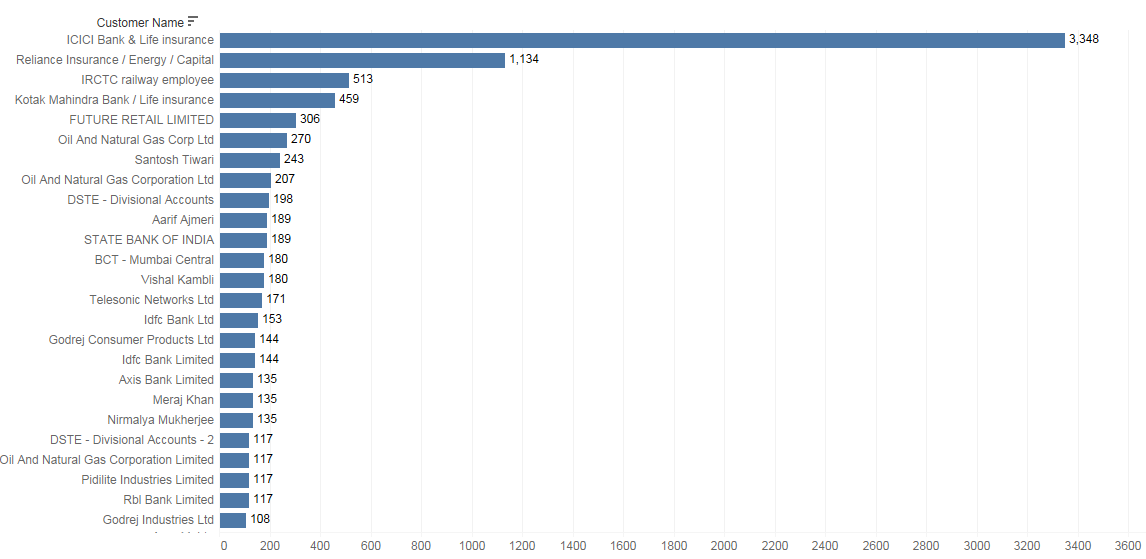 Customer Name
ICICI Bank & Life insurance 3,348
Reliance Insurance / Energy / Capital 1,134
IRCTC railway employee 513
Kotak Mahindra Bank / Life insurance 459
FUTURE RETAIL LIMITED 306
Oil And Natural Gas Corp Ltd 270
Santosh Tiwari 243
Oil And Natural Gas Corporation Ltd 207
DSTE - Divisional Accounts 198
Aarif Ajmeri 189
STATE BANK OF INDIA 189
BCT - Mumbai Central 180
Vishal Kambli 180
Telesonic Networks Ltd 171
Idfc Bank Ltd 153
Godrej Consumer Products Ltd 144
Idfc Bank Limited 144
Axis Bank Limited 135
Meraj Khan 135
Nirmalya Mukherjee 135
DSTE - Divisional Accounts - 2 117
Oil And Natural Gas Corporation Limited 117
Pidilite Industries Limited 117
Rbl Bank Limited 117
Godrej Industries Ltd 108
0 200 400 600 800 1000 1200 1400 1600 1800 2000 2200 2400 2600 2800 3000 3200 3400 3600